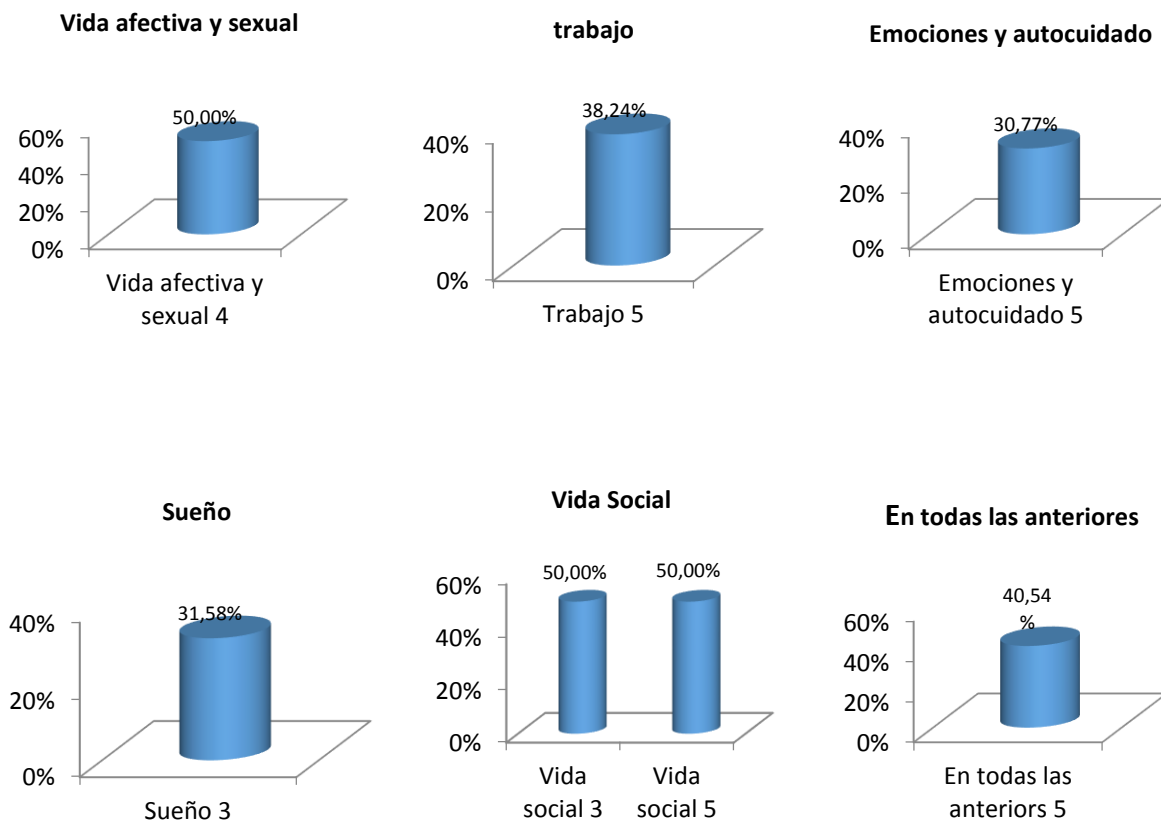 Vida afectiva y sexual
50,00%
60%
40%
20%
0%
Vida afectiva y
sexual 4
trabajo
38,24%
40%
20%
0%
Trabajo 5
Emociones y autocuidado
30,77%
40%
20%
0%
Emociones y
autocuidado 5
Sueño
31,58%
40%
20%
0%
Sueño 3
Vida Social
50,00% 50,00%
60%
40%
20%
0%
Vida
social 3
Vida
social 5
En todas las anteriores
40,54
%
60%
40%
20%
0%
En todas las
anteriors 5